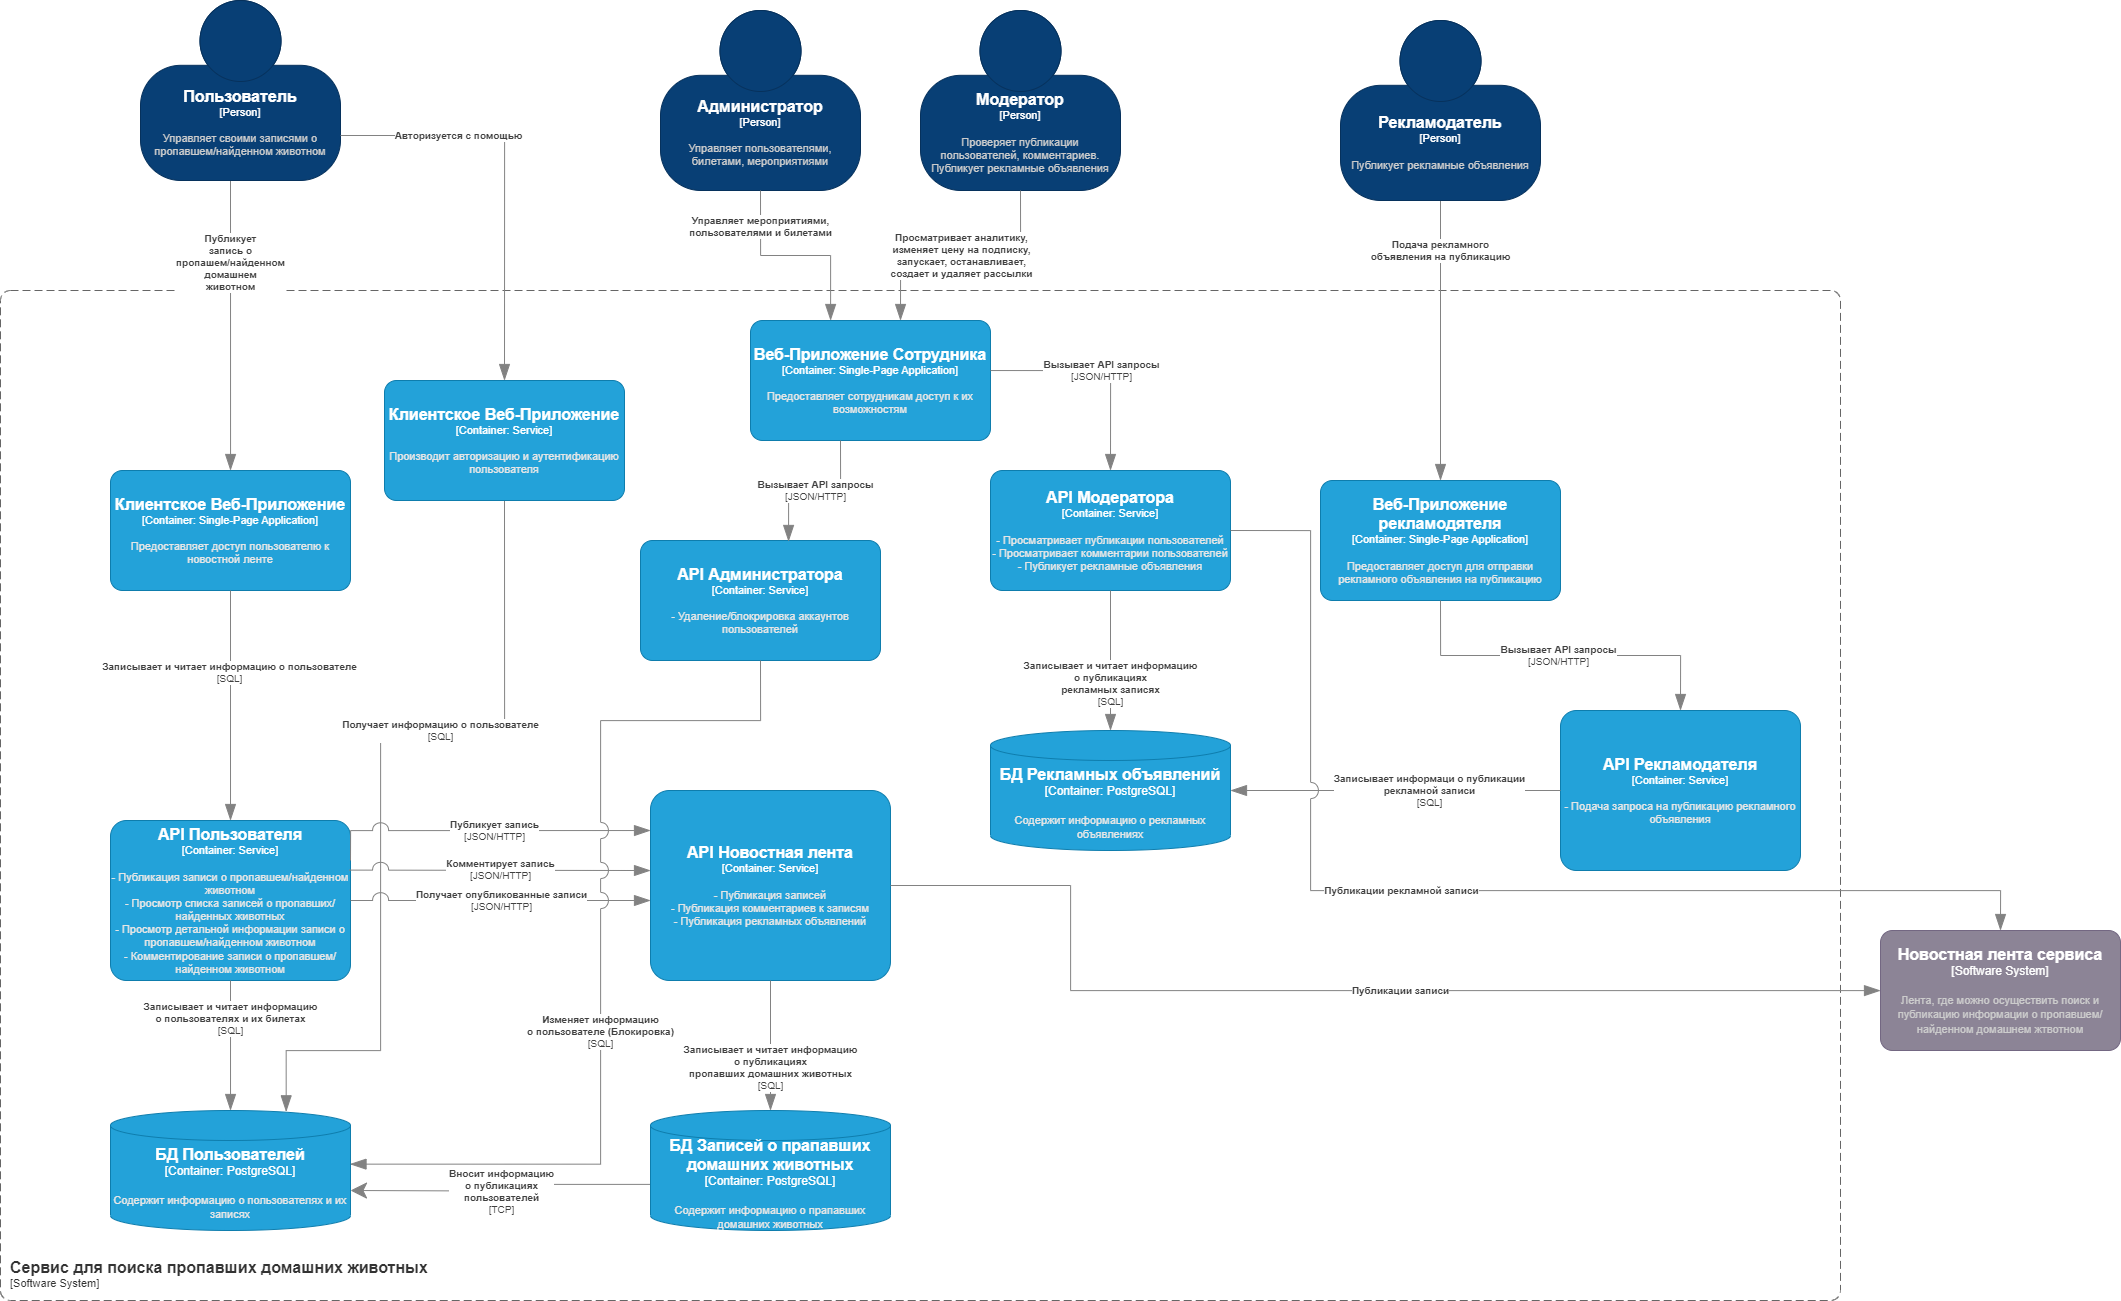 Пользователь
[Person]
Управляет своими записями о
пропавшем/найденном животном
Администратор
[Person]
Управляет пользователями,
билетами, мероприятиями
Модератор
[Person]
Проверяет публикации
пользователей, комментариев.
Публикует рекламные объявления
Рекламодатель
[Person]
Публикует рекламные объявления
Авторизуется с помощью
Публикует
запись о
пропашем/найденном
домашнем
животном
Управляет мероприятиями,
пользователями и билетами
Просматривает аналитику,
изменяет цену на подписку,
запускает, останавливает,
создает и удаляет рассылки
Подача рекламного
объявления на публикацию
Веб-Приложение Сотрудника
[Container: Single-Page Application]
Предоставляет сотрудникам доступ к их
возможностям
Вызывает API запросы
[JSON/HTTP]
Клиентское Веб-Приложение
[Container: Service]
Производит авторизацию и аутентификацию
пользователя
Клиентское Веб-Приложение
[Container: Single-Page Application]
Предоставляет доступ пользователю к
новостной ленте
Вызывает API запросы
[JSON/HTTP]
API Модератора
[Container: Service]
- Просматривает публикации пользователей
- Просматривает комментарии пользователей
- Публикует рекламные объявления
Веб-Приложение
рекламодятеля
[Container: Single-Page Application]
Предоставляет доступ для отправки
рекламного объявления на публикацию
API Администратора
[Container: Service]
- Удаление/блокрировка аккаунтов
пользователей
Записывает и читает информацию о пользователе
[SQL]
Записывает и читает информацию
о публикациях
рекламных записях
[SQL]
Вызывает API запросы
[JSON/HTTP]
Получает информацию о пользователе
[SQL]
БД Рекламных объявлений
[Container: PostgreSQL]
Содержит информацию о рекламных
объявлениях
Записывает информаци о публикации
рекламной записи
[SQL]
API Рекламодателя
[Container: Service]
- Подача запроса на публикацию рекламного
объявления
API Пользователя
[Container: Service]
- Публикация записи о пропавшем/найденном
животном
- Просмотр списка записей о пропавших/
найденных животных
- Просмотр детальной информации записи о
пропавшем/найденном животном
- Комментирование записи о пропавшем/
найденном животном
Публикует запись
[JSON/HTTP]
Комментирует запись
[JSON/HTTP]
Получает опубликованные записи
[JSON/HTTP]
API Новостная лента
[Container: Service]
- Публикация записей
- Публикация комментариев к записям
- Публикация рекламных объявлений
Публикации рекламной записи
Публикации записи
Новостная лента сервиса
[Software System]
Лента, где можно осуществить поиск и
публикацию информации о пропавшем/
найденном домашнем жтвотном
Записывает и читает информацию
о пользователях и их билетах
[SQL]
Изменяет информацию
о пользователе (Блокировка)
[SQL]
Записывает и читает информацию
о публикациях
пропавших домашних животных
[SQL]
БД Пользователей
[Container: PostgreSQL]
Содержит информацию о пользователях и их
записях
Вносит информацию
о публикациях
пользователей
[TCP]
БД Записей о прапавших
домашних животных
[Container: PostgreSQL]
Содержит информацию о прапавших
домашних животных
Сервис для поиска пропавших домашних животных
[Software System]